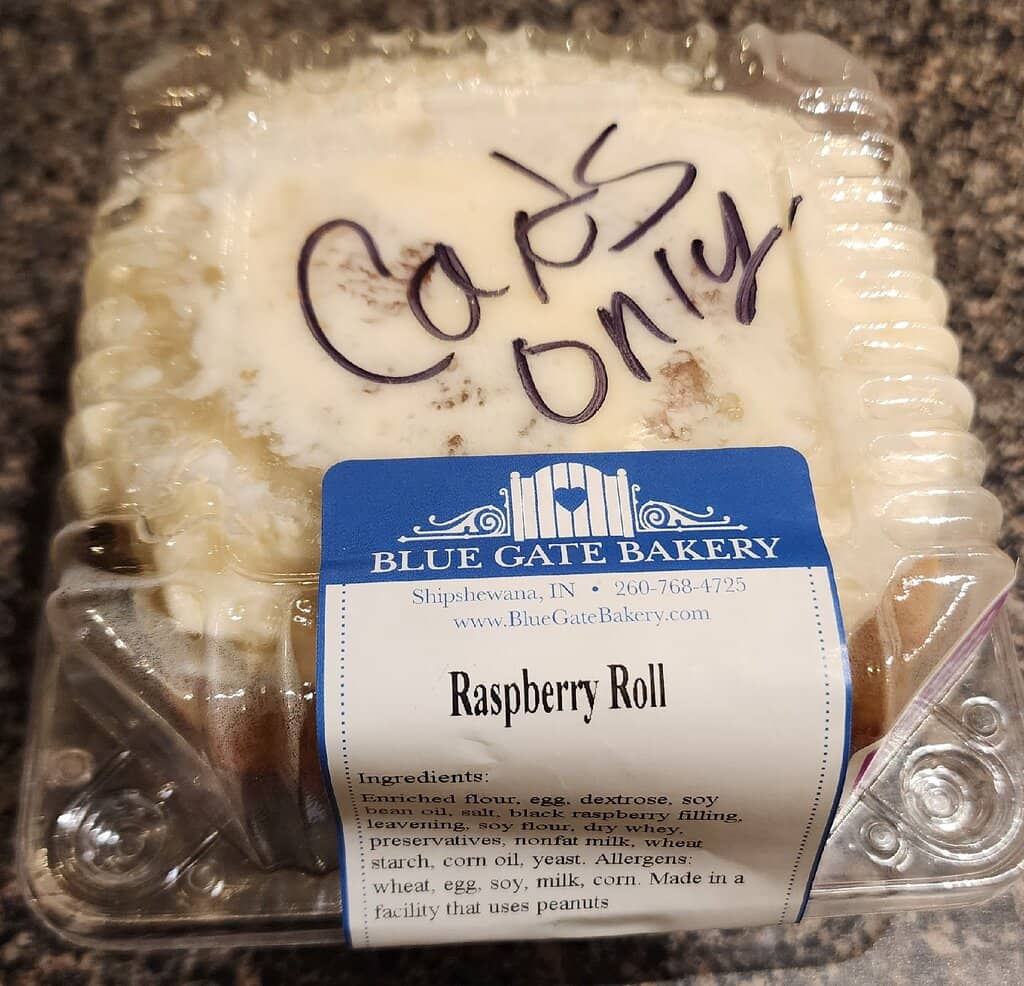 only
BLUE GATE BAKERY
Shipshewana, IN • 260-768-4725
www.BlueGateBakery.com
Raspberry Roll
Ingredients:
Enriched flour, egg, dextrose, soy
bean oil, salt, black raspberry filling,
leavening, soy flour, dry whey,
preservatives, nonfat milk, wheat
starch, corn oil, yeast. Allergens:
wheat, egg, soy, milk, corn. Made in a
facility that uses peanuts